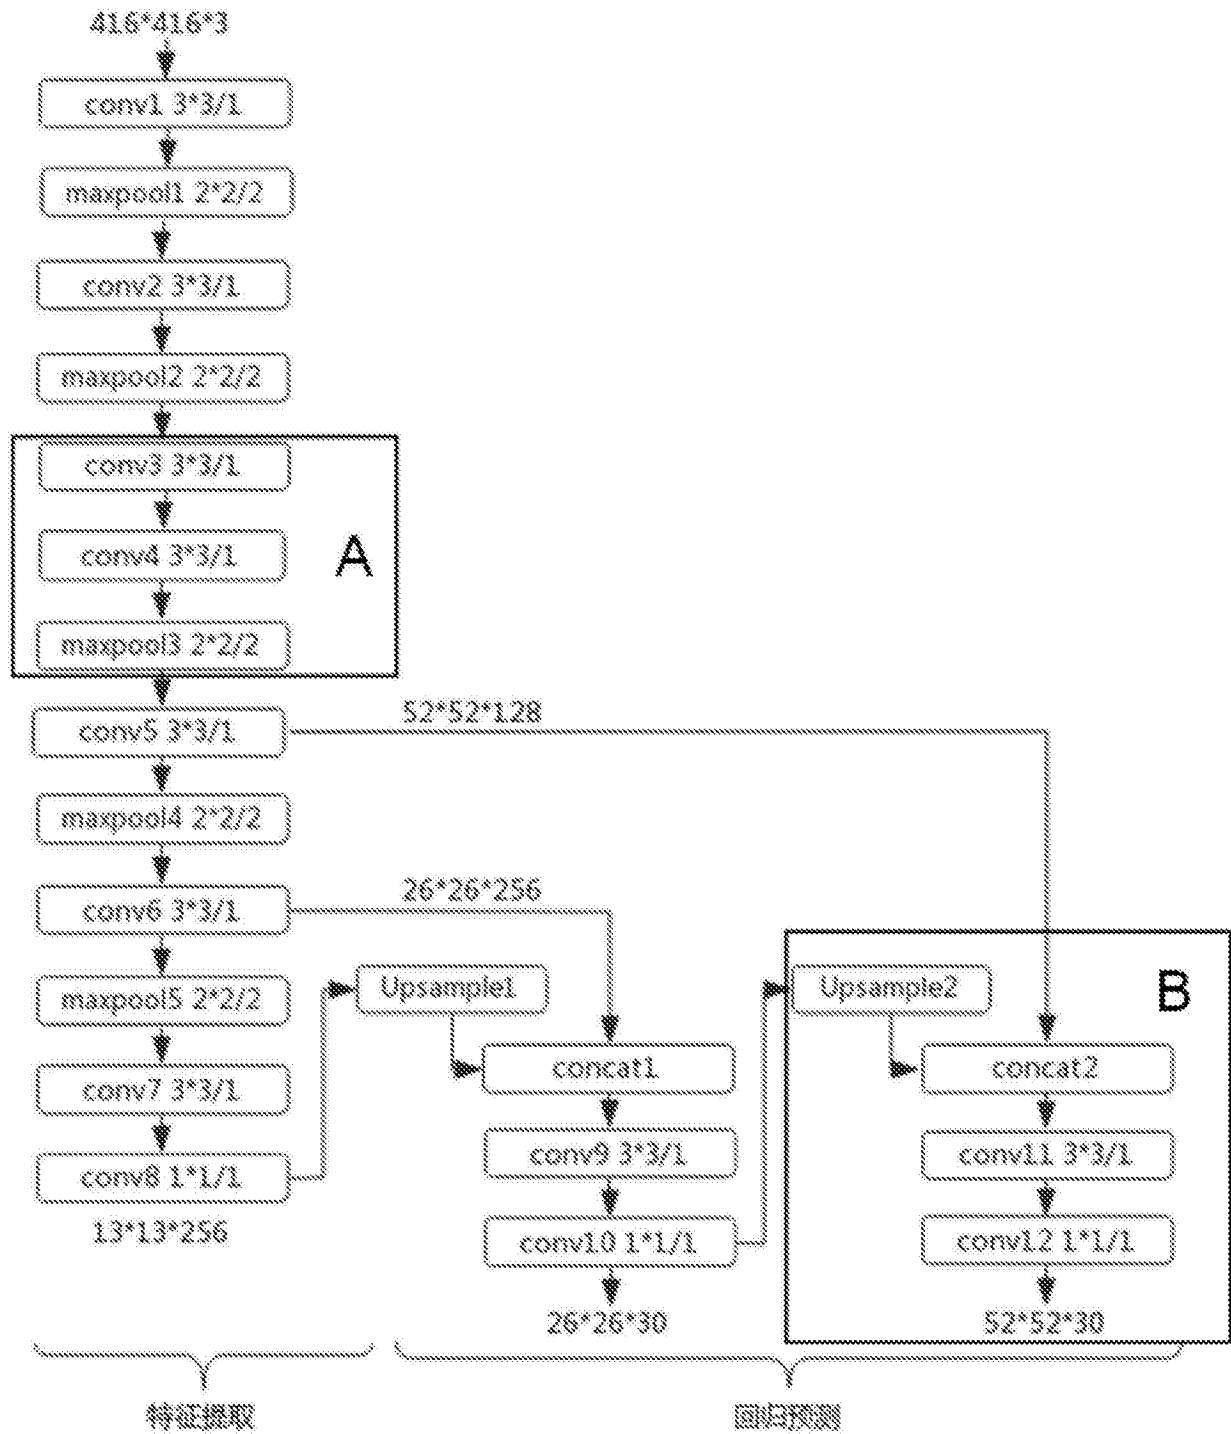 416*416*3
conv1 3*3/1
maxpool1 2*2/2
conv2 3*3/1
maxpool2 2*2/2
conv3 3*3/1
conv4 3*3/1
A
maxpool3 2*2/2
conv5 3*3/1
52*52*128
maxpool4 2*2/2
conv6 3*3/1
26*26*256
maxpool5 2*2/2
conv7 3*3/1
conv8 1*1/1
13*13*256
Upsample1
concat1
conv9 3*3/1
conv10 1*1/1
26*26*30
Upsample2
B
concat2
conv11 3*3/1
conv12 1*1/1
52*52*30
特征提取
回归预测